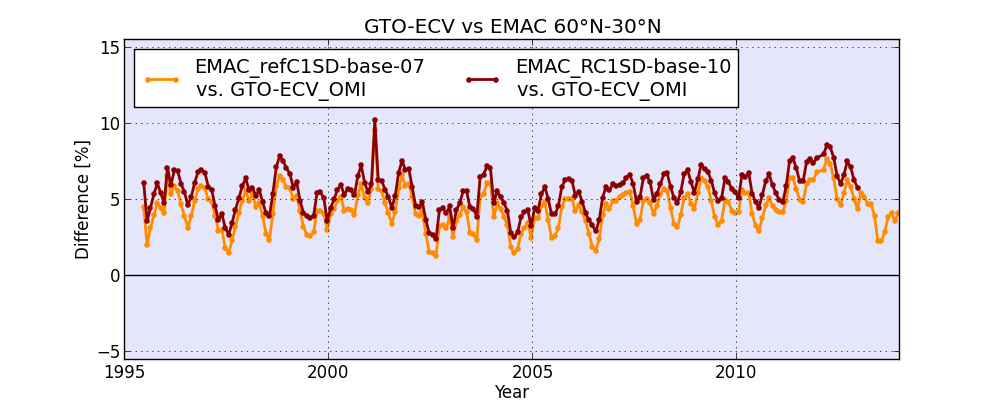 GTO-ECV vs EMAC 60°N-30°N
EMAC_refC1SD-base-07
vs. GTO-ECV_OMI
EMAC_RC1SD-base-10
vs. GTO-ECV_OMI
Difference [%]
15
10
5
0
−5
1995
2000
2005
2010
Year